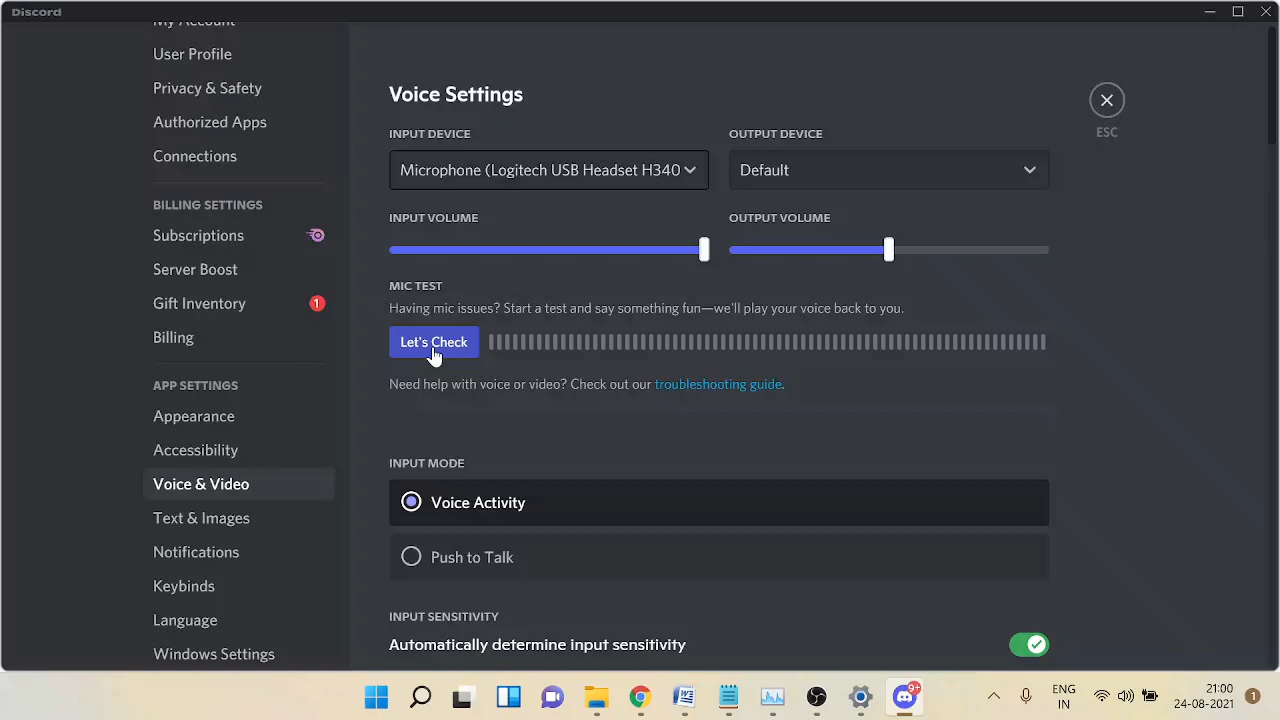 Discord
My Account
User Profile
Privacy & Safety
Authorized Apps
Connections
BILLING SETTINGS
Subscriptions
Server Boost
Gift Inventory 1
Billing
APP SETTINGS
Appearance
Accessibility
Voice & Video
Text & Images
Notifications
Keybinds
Language
Windows Settings
Voice Settings
ESC
INPUT DEVICE
Microphone (Logitech USB Headset H340
OUTPUT DEVICE
Default
INPUT VOLUME
OUTPUT VOLUME
MIC TEST
Having mic issues? Start a test and say something fun—we'll play your voice back to you.
Let's Check
Need help with voice or video? Check out our troubleshooting guide.
INPUT MODE
Voice Activity
Push to Talk
INPUT SENSITIVITY
Automatically determine input sensitivity
9+
ENG
IN
21:00
24-08-2021
1